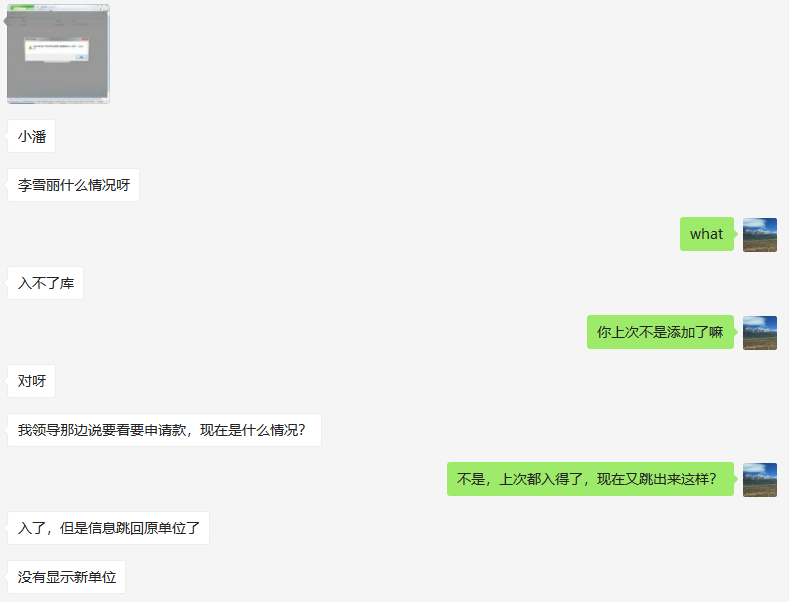 小潘
李雪丽什么情况呀
what
入不了库
你上次不是添加了嘛
对呀
我领导那边说要看要申请款，现在是什么情况？
不是，上次都入得了，现在又跳出来这样？
入了，但是信息跳回原单位了
没有显示新单位